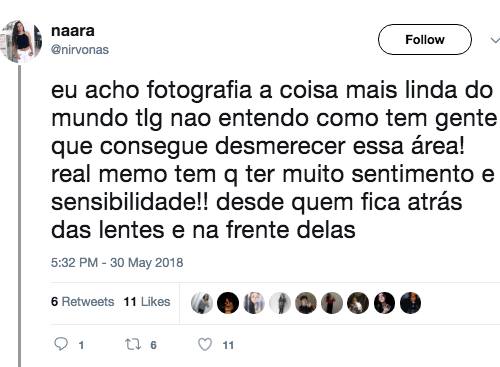 naara
@nirvonas
Follow
eu acho fotografia a coisa mais linda do
mundo tlg nao entendo como tem gente
que consegue desmerecer essa área!
real memo tem q ter muito sentimento e
sensibilidade!! desde quem fica atrás
das lentes e na frente delas
5:32 PM - 30 May 2018
6 Retweets 11 Likes
1 6 11